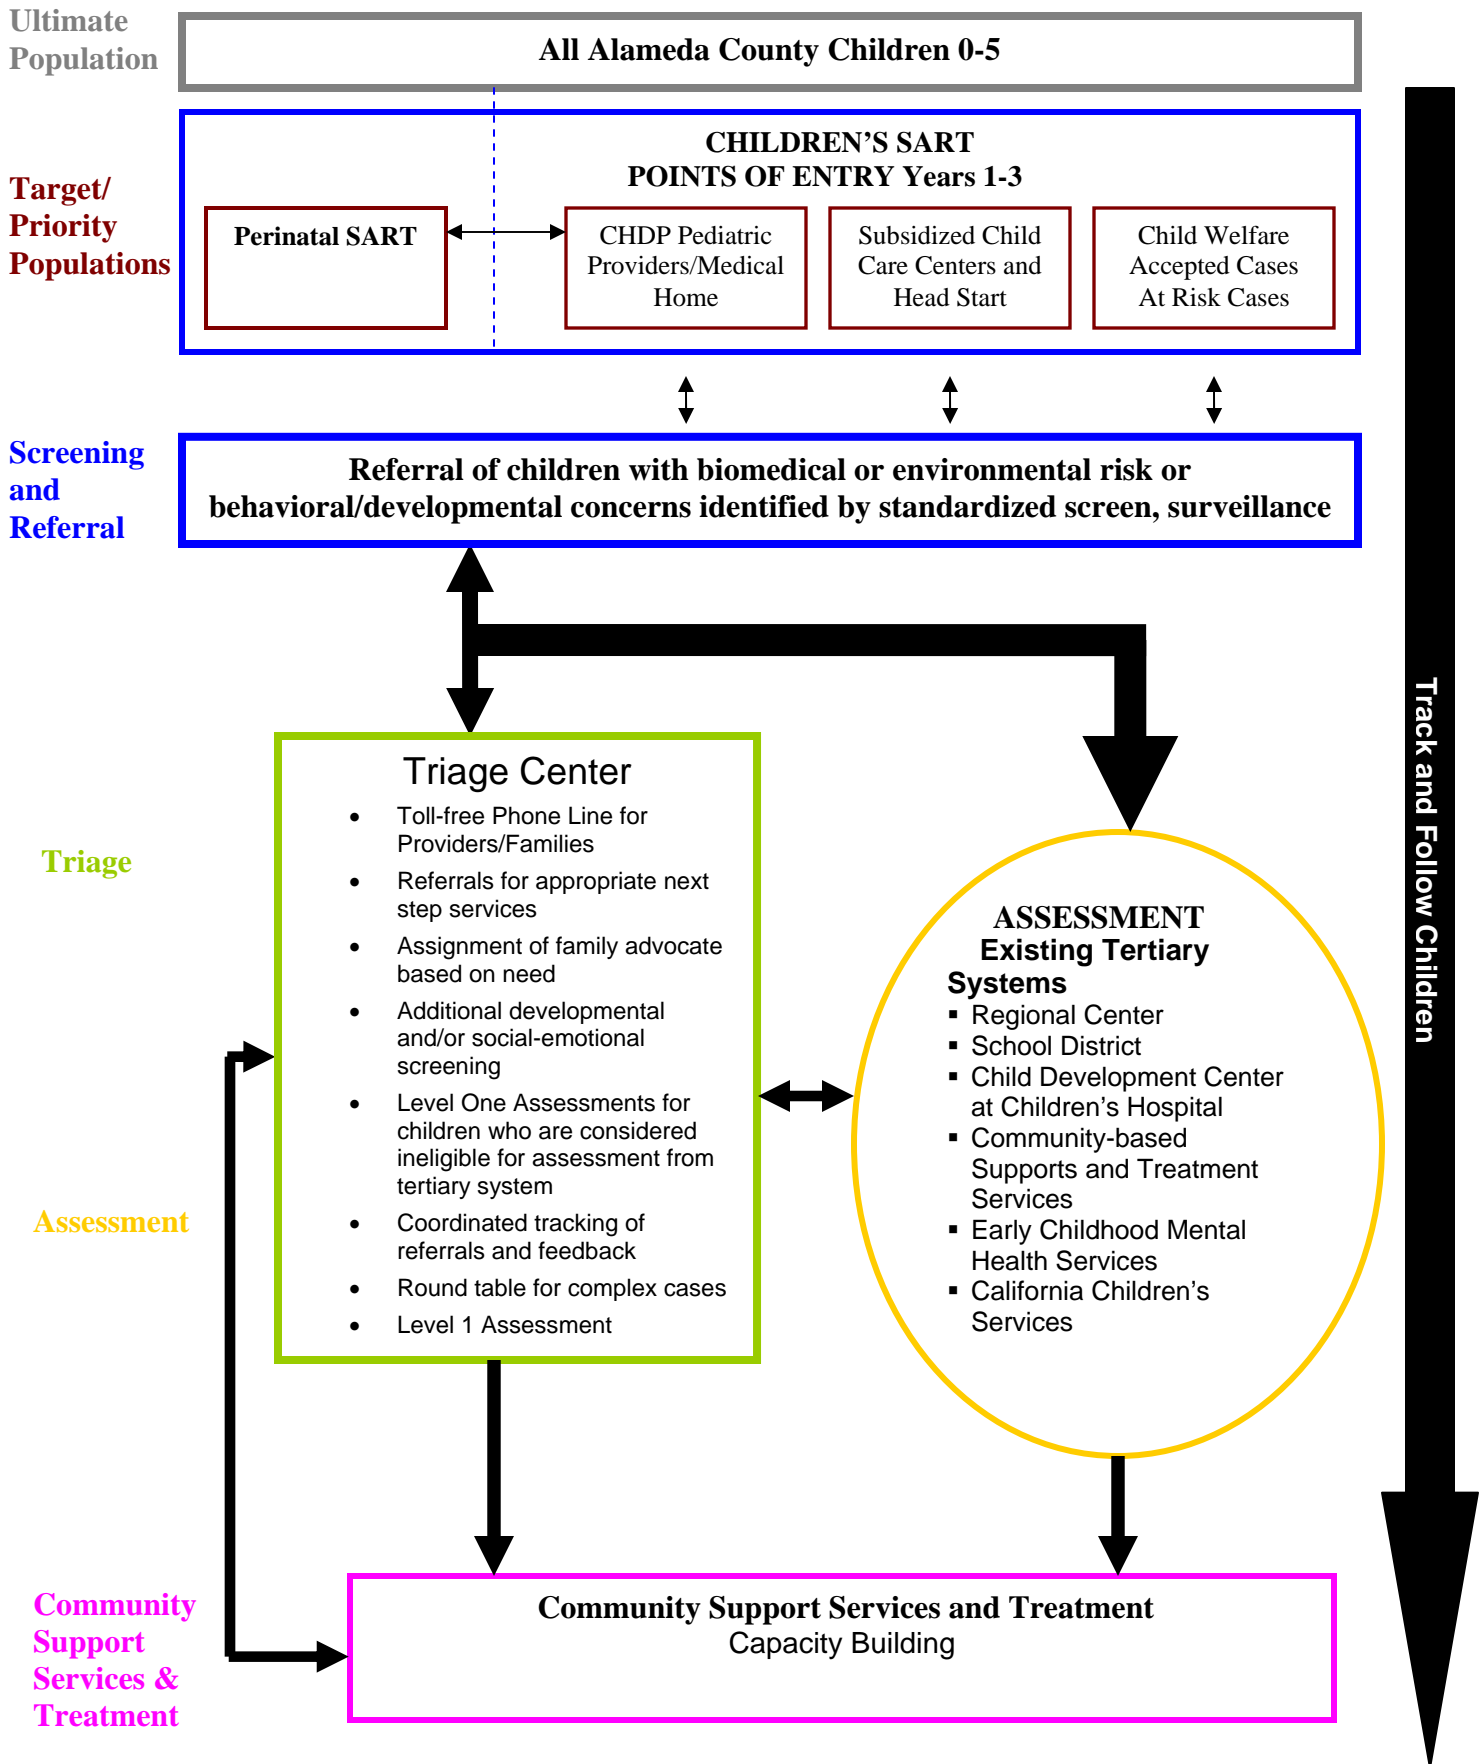 Ultimate
Population
All Alameda County Children 0-5
Target/
Priority
Populations
CHILDREN’S SART
POINTS OF ENTRY Years 1-3
Perinatal SART
CHDP Pediatric
Providers/Medical
Home
Subsidized Child
Care Centers and
Head Start
Child Welfare
Accepted Cases
At Risk Cases
Screening
and
Referral
Referral of children with biomedical or environmental risk or
behavioral/developmental concerns identified by standardized screen, surveillance
Triage
Triage Center
• Toll-free Phone Line for
Providers/Families
• Referrals for appropriate next
step services
• Assignment of family advocate
based on need
• Additional developmental
and/or social-emotional
screening
• Level One Assessments for
children who are considered
ineligible for assessment from
tertiary system
• Coordinated tracking of
referrals and feedback
• Round table for complex cases
• Level 1 Assessment
Assessment
ASSESSMENT
Existing Tertiary
Systems
▪ Regional Center
▪ School District
▪ Child Development Center
at Children’s Hospital
▪ Community-based
Supports and Treatment
Services
▪ Early Childhood Mental
Health Services
▪ California Children’s
Services
Track and Follow Children
Community
Support
Services &
Treatment
Community Support Services and Treatment
Capacity Building